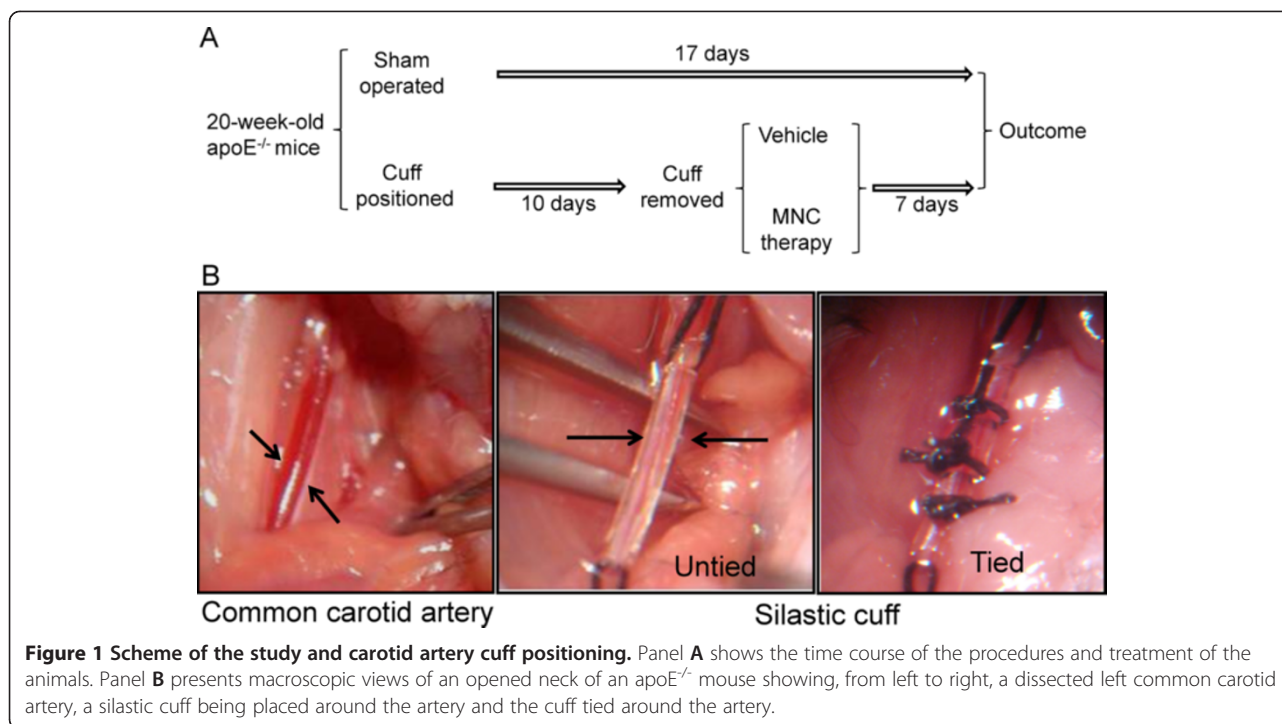 A
Sham
operated
17 days
20-week-old
apoE-/- mice
Vehicle
Outcome
Cuff
positioned
10 days
Cuff
removed
MNC
therapy
7 days
B
Untied
Tied
Common carotid artery
Silastic cuff
Figure 1 Scheme of the study and carotid artery cuff positioning. Panel A shows the time course of the procedures and treatment of the
animals. Panel B presents macroscopic views of an opened neck of an apoE-/- mouse showing, from left to right, a dissected left common carotid
artery, a silastic cuff being placed around the artery and the cuff tied around the artery.